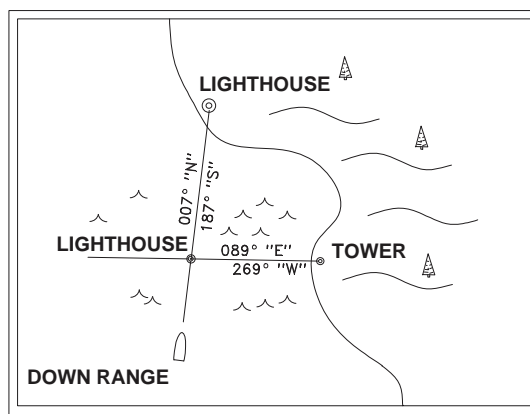 LIGHTHOUSE
007° "N"
187° "S"
LIGHTHOUSE
089° "E"
269° "W"
TOWER
DOWN RANGE